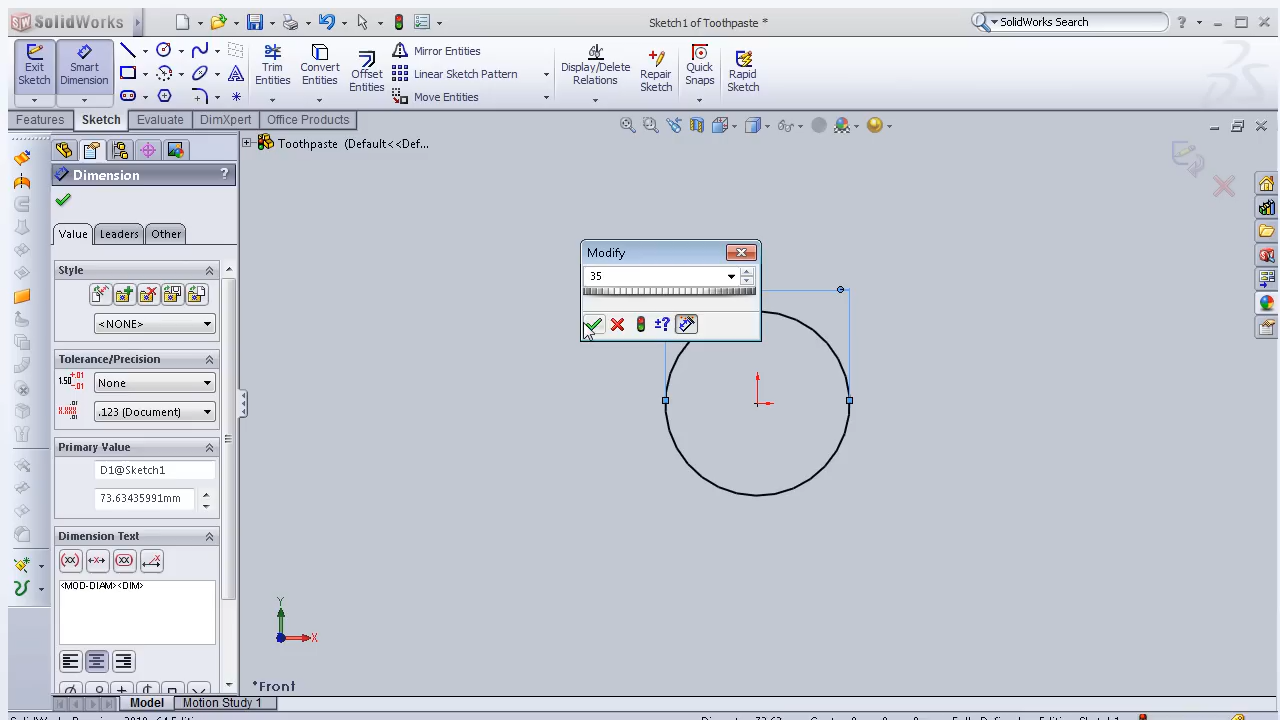 SolidWorks
Sketch1 of Toothpaste *
SolidWorks Search
?
Exit Sketch
Smart Dimension
Trim Entities
Convert Entities
Offset Entities
Mirror Entities
Linear Sketch Pattern
Move Entities
Display/Delete Relations
Repair Sketch
Quick Snaps
Rapid Sketch
Features
Sketch
Evaluate
DimXpert
Office Products
Toothpaste (Default<<Def...
Dimension
?
Value
Leaders
Other
Style
<NONE>
Tolerance/Precision
None
.123 (Document)
Primary Value
D1@Sketch1
73.63435991mm
Dimension Text
<MOD-DIAM><DIM>
Modify
35
±?
Y
X
*Front
Model
Motion Study 1